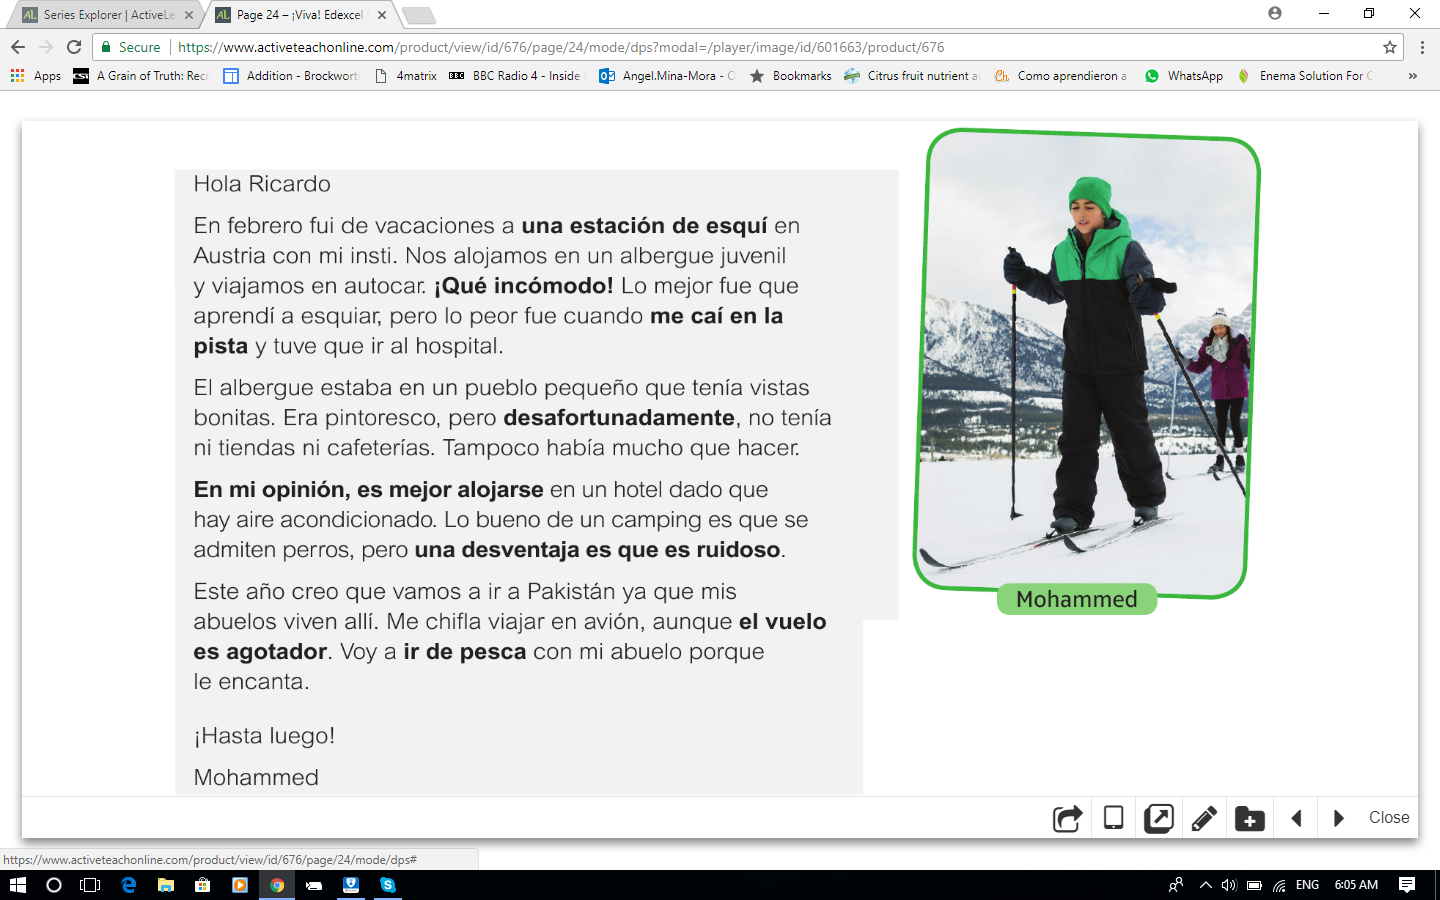 Series Explorer | ActiveLe
Page 24 – ¡Viva! Edexcel
Secure
https://www.activeteachonline.com/product/view/id/676/page/24/mode/dps?modal=/player/image/id/601663/product/676
Apps
A Grain of Truth: Recr
Addition - Brockwort
4matrix
BBC Radio 4 - Inside
Angel.Mina-Mora - O
Bookmarks
Citrus fruit nutrient a
Como aprendieron a
WhatsApp
Enema Solution For C
»
Hola Ricardo
En febrero fui de vacaciones a una estación de esquí en
Austria con mi insti. Nos alojamos en un albergue juvenil
y viajamos en autocar. ¡Qué incómodo! Lo mejor fue que
aprendí a esquiar, pero lo peor fue cuando me caí en la
pista y tuve que ir al hospital.
El albergue estaba en un pueblo pequeño que tenía vistas
bonitas. Era pintoresco, pero desafortunadamente, no tenía
ni tiendas ni cafeterías. Tampoco había mucho que hacer.
En mi opinión, es mejor alojarse en un hotel dado que
hay aire acondicionado. Lo bueno de un camping es que se
admiten perros, pero una desventaja es que es ruidoso.
Este año creo que vamos a ir a Pakistán ya que mis
abuelos viven allí. Me chifla viajar en avión, aunque el vuelo
es agotador. Voy a ir de pesca con mi abuelo porque
le encanta.
¡Hasta luego!
Mohammed
Mohammed
Close
https://www.activeteachonline.com/product/view/id/676/page/24/mode/dps#
ENG
6:05 AM